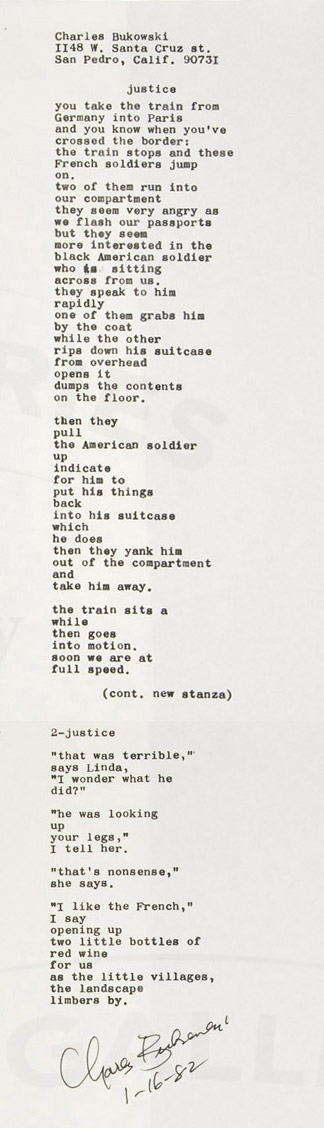 Charles Bukowski
1148 W. Santa Cruz st.
San Pedro, Calif. 90731
justice
you take the train from
Germany into Paris
and you know when you've
crossed the border:
the train stops and these
French soldiers jump
on.
two of them run into
our compartment
they seem very angry as
we flash our passports
but they seem
more interested in the
black American soldier
who is sitting
across from us.
they speak to him
rapidly
one of them grabs him
by the coat
while the other
rips down his suitcase
from overhead
opens it
dumps the contents
on the floor.
then they
pull
the American soldier
up
indicate
for him to
put his things
back
into his suitcase
which
he does
then they yank him
out of the compartment
and
take him away.
the train sits a
while
then goes
into motion.
soon we are at
full speed.
(cont. new stanza)
2-justice
"that was terrible,"
says Linda,
"I wonder what he
did?"
"he was looking
up
your legs,"
I tell her.
"that's nonsense,"
she says.
"I like the French,"
I say
opening up
two little bottles of
red wine
for us
as the little villages,
the landscape
limbers by.
Charles Bukowski
1-16-82